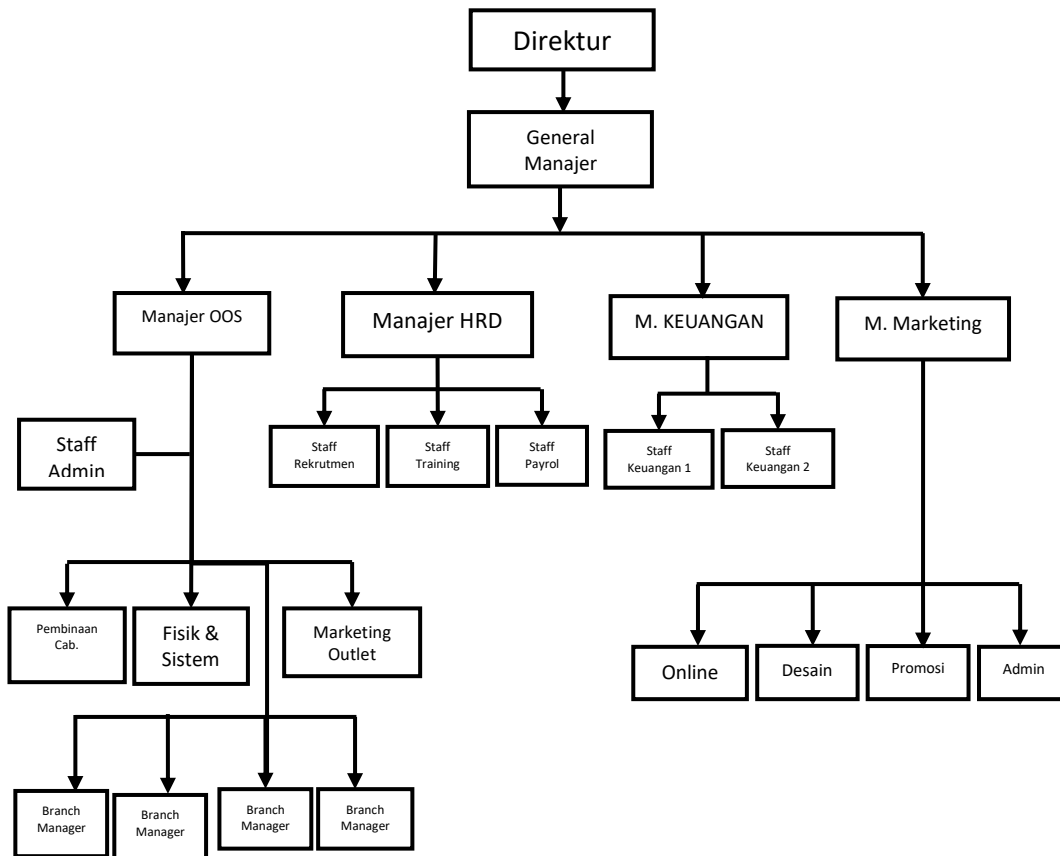 Direktur
General
Manajer
Manajer OOS
Manajer HRD
M. KEUANGAN
M. Marketing
Staff
Admin
Staff
Rekrutmen
Staff
Training
Staff
Payrol
Staff
Keuangan 1
Staff
Keuangan 2
Pembinaan
Cab.
Fisik &
Sistem
Marketing
Outlet
Online
Desain
Promosi
Admin
Branch
Manager
Branch
Manager
Branch
Manager
Branch
Manager